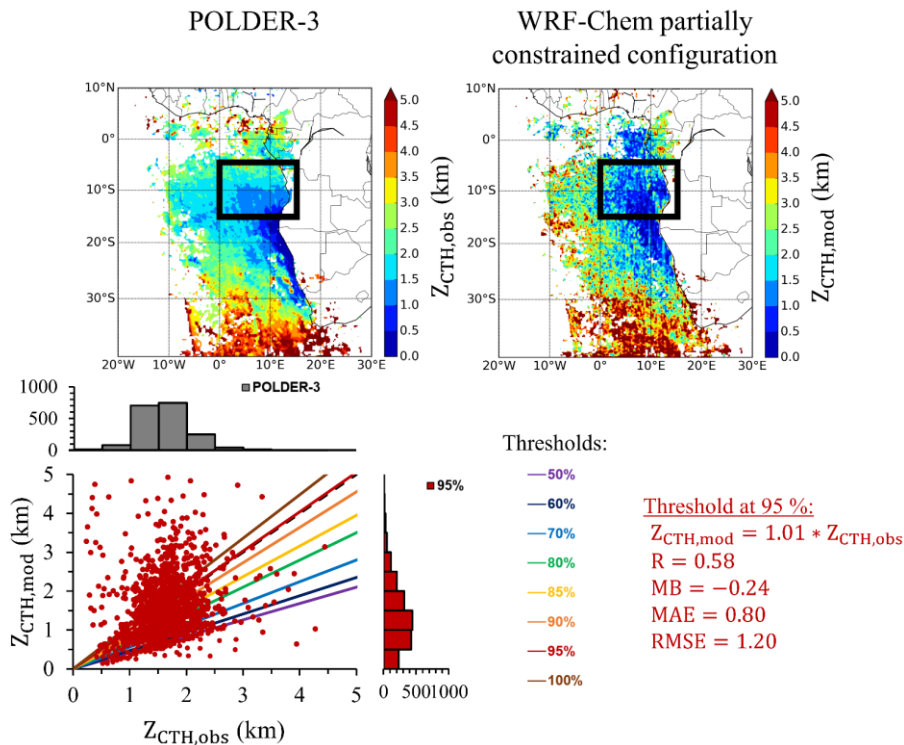 POLDER-3
WRF-Chem partially
constrained configuration
10°N
0°
10°S
20°S
30°S
20°W
10°W
0°
10°E
20°E
30°E
5.0
4.5
4.0
3.5
3.0
2.5
2.0
1.5
1.0
0.5
0.0
Z_CTH,obs (km)
10°N
0°
10°S
20°S
30°S
20°W
10°W
0°
10°E
20°E
30°E
5.0
4.5
4.0
3.5
3.0
2.5
2.0
1.5
1.0
0.5
0.0
Z_CTH,mod (km)
1000
500
0
POLDER-3
Z_CTH,mod (km)
5
4
3
2
1
0
0 1 2 3 4 5
Z_CTH,obs (km)
95%
0 500 1000
Thresholds:
50%
60%
70%
80%
85%
90%
95%
100%
Threshold at 95 %:
Z_CTH,mod = 1.01 * Z_CTH,obs
R = 0.58
MB = −0.24
MAE = 0.80
RMSE = 1.20